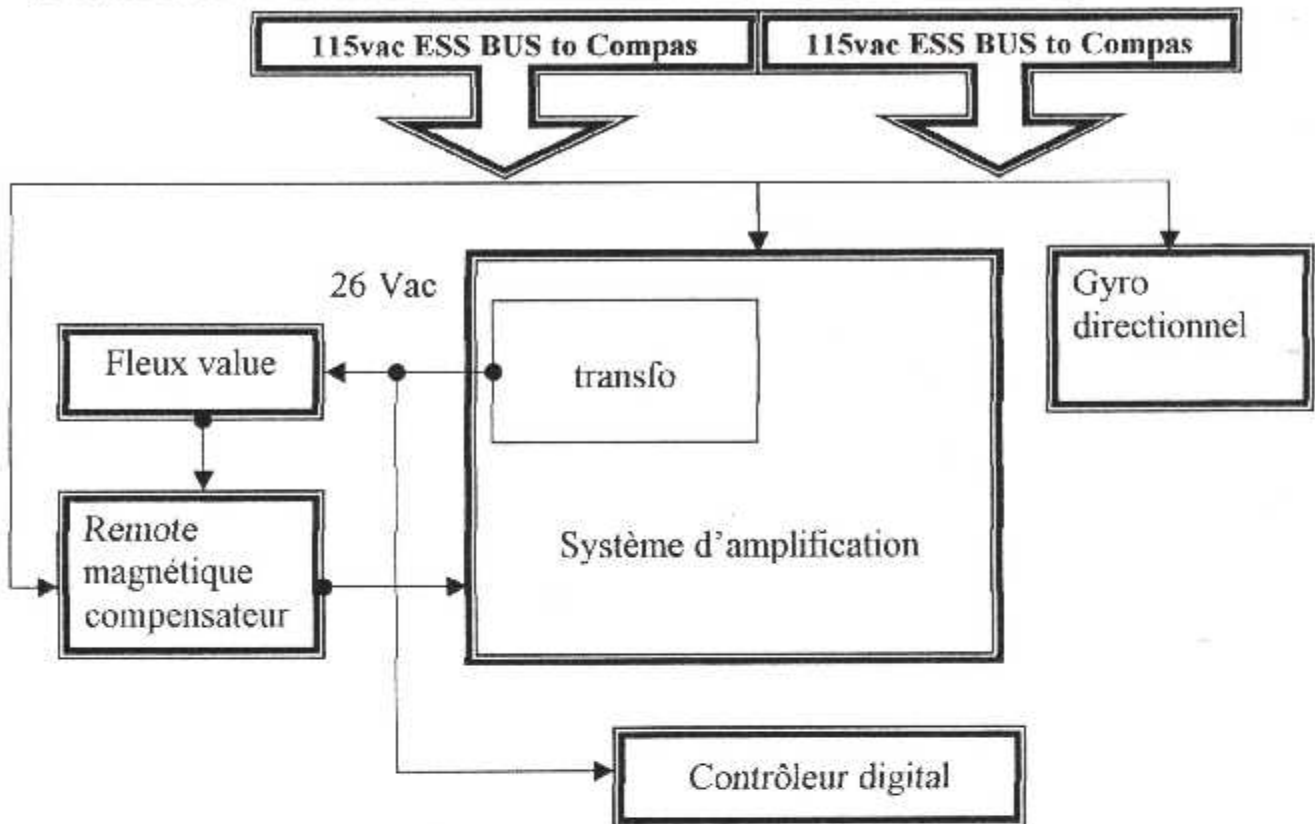 115vac ESS BUS to Compas
115vac ESS BUS to Compas
26 Vac
Gyro
directionnel
Fleux value
transfo
Remote
magnétique
compensateur
Système d'amplification
Contrôleur digital